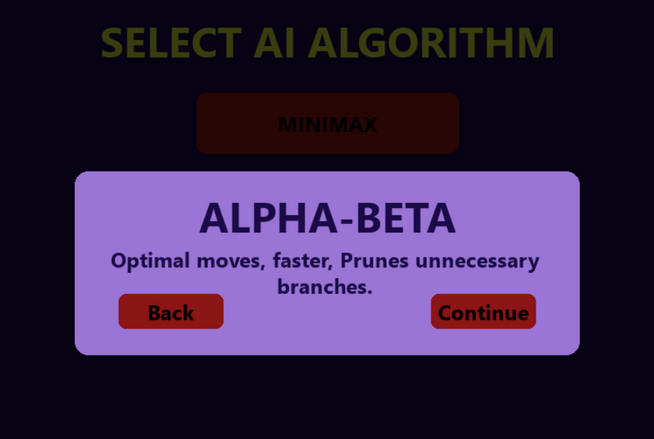 SELECT AI ALGORITHM
MINIMAX
ALPHA-BETA
Optimal moves, faster, Prunes unnecessary
branches.
Back
Continue